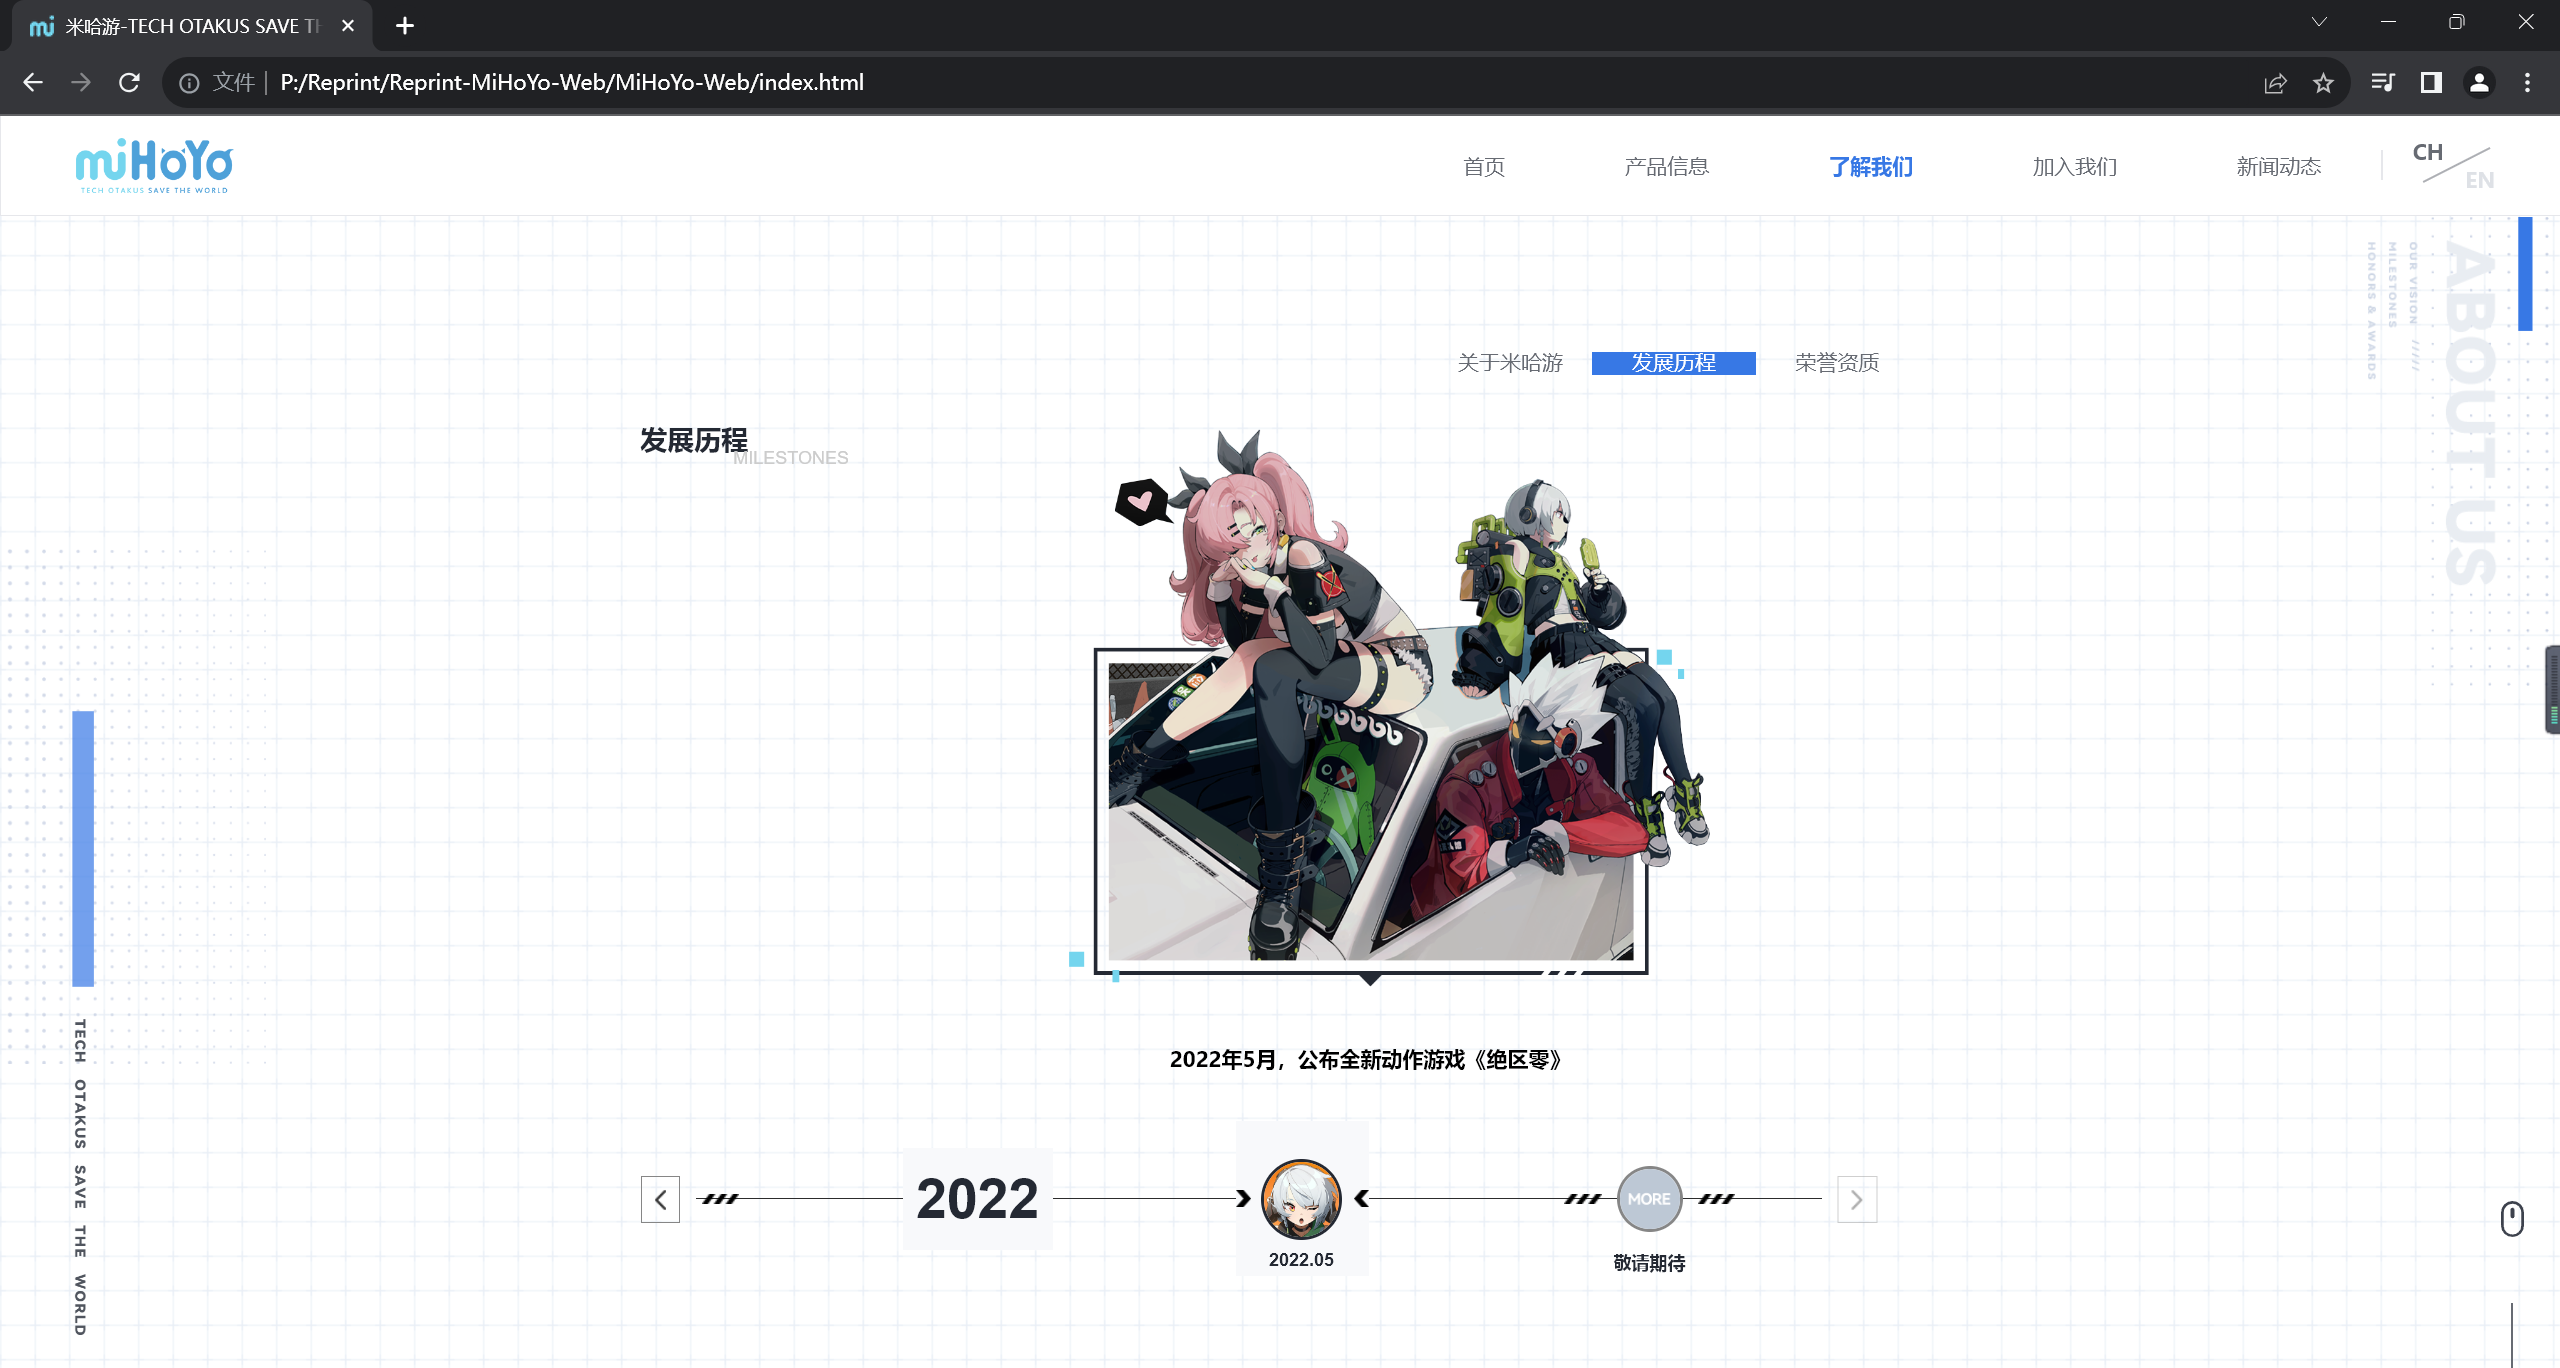 米哈游-TECH OTAKUS SAVE TH
文件 | P:/Reprint/Reprint-MiHoYo-Web/MiHoYo-Web/index.html
miHoYo
TECH OTAKUS SAVE THE WORLD
首页
产品信息
了解我们
加入我们
新闻动态
CH
EN
ABOUT US
OUR VISION /////
MILESTONES
HONORS & AWARDS
关于米哈游
发展历程
荣誉资质
发展历程
MILESTONES
2022年5月，公布全新动作游戏《绝区零》
2022
2022.05
MORE
敬请期待
TECH OTAKUS SAVE THE WORLD